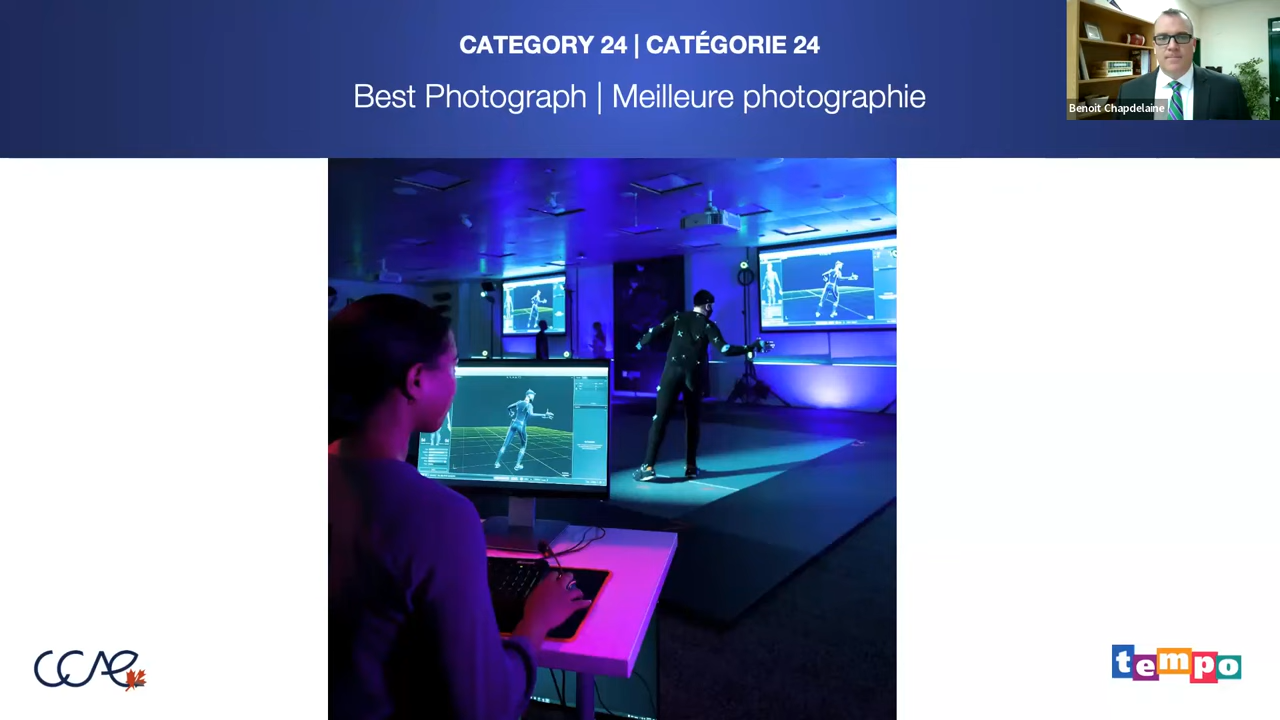 CATEGORY 24 | CATÉGORIE 24
Best Photograph | Meilleure photographie
Benoit Chapdelaine
CCAE
tempo